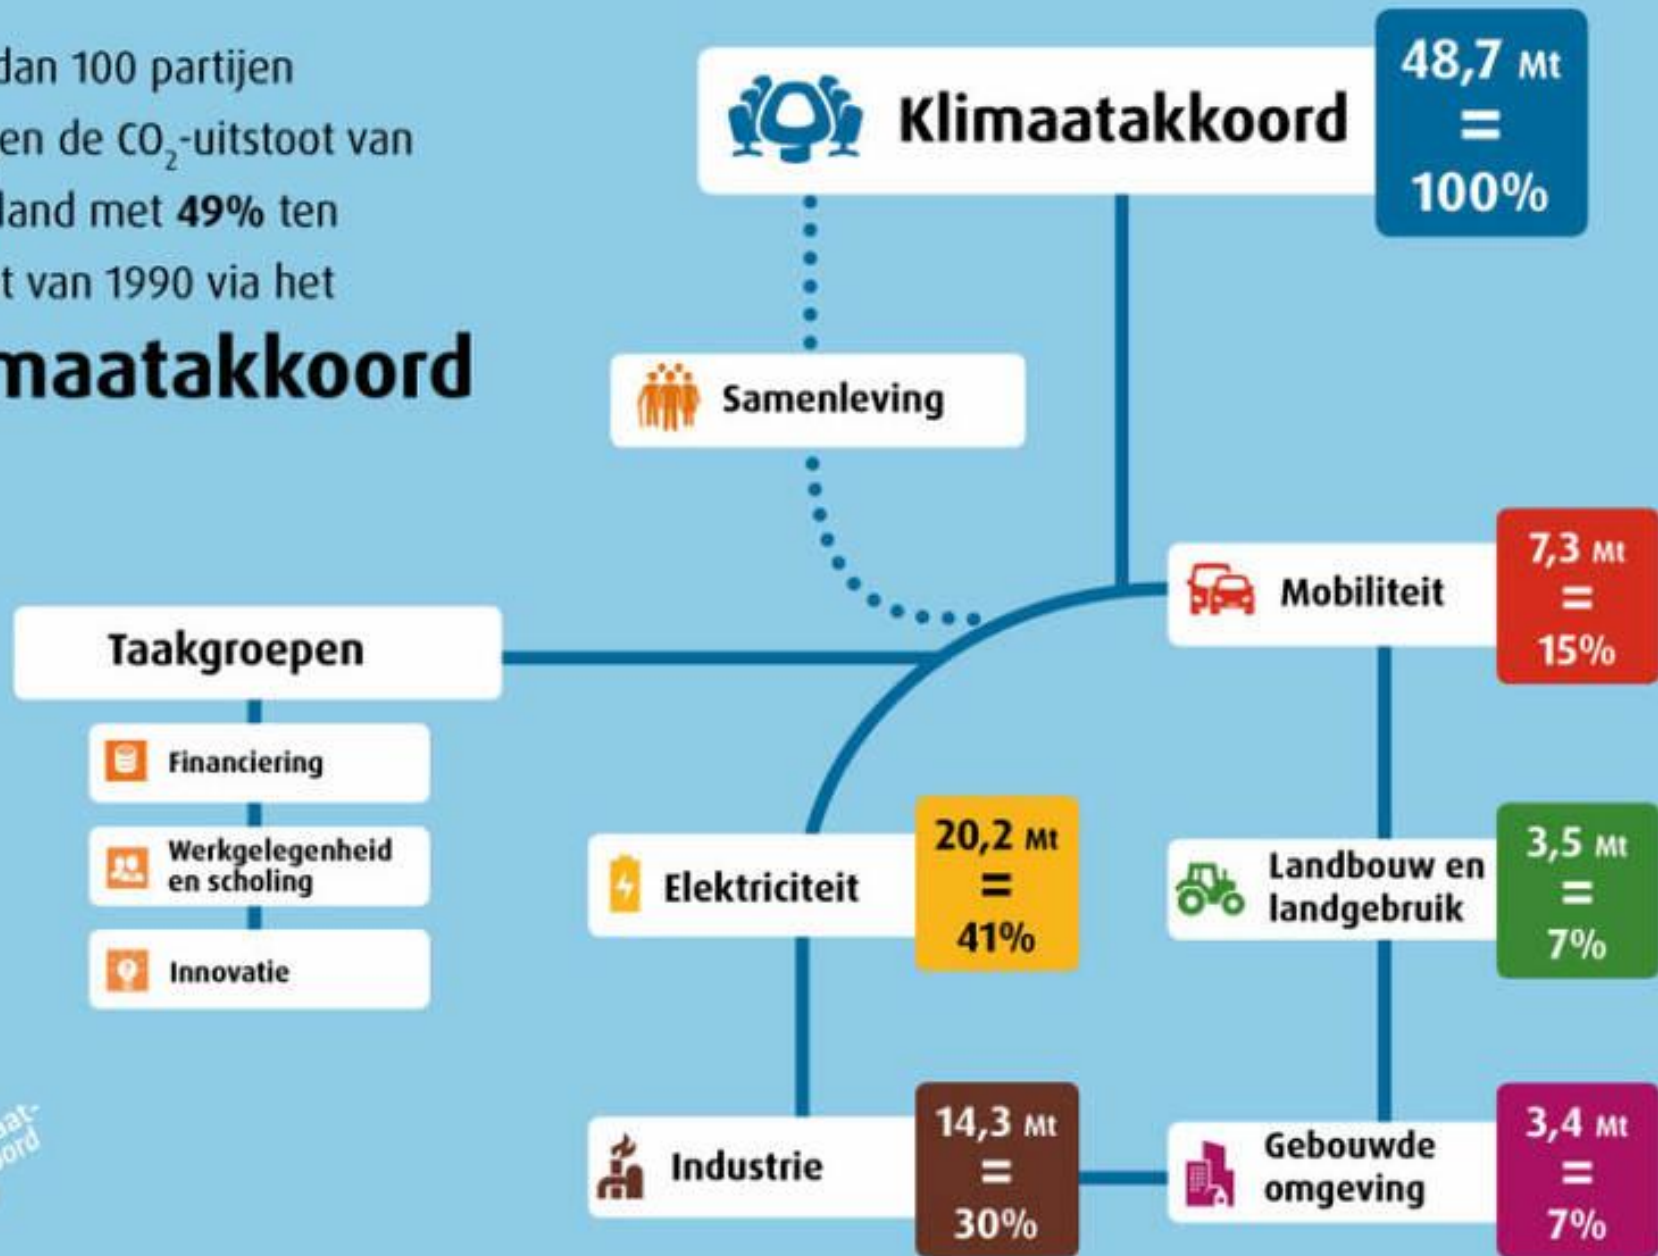 dan 100 partijen
en de CO₂-uitstoot van
land met 49% ten
t van 1990 via het
maatakkoord
Klimaatakkoord
48,7 Mt
=
100%
Samenleving
Mobiliteit
7,3 Mt
=
15%
Taakgroepen
Financiering
Werkgelegenheid
en scholing
Innovatie
Elektriciteit
20,2 Mt
=
41%
Landbouw en
landgebruik
3,5 Mt
=
7%
Industrie
14,3 Mt
=
30%
Gebouwde
omgeving
3,4 Mt
=
7%
aat-
oord